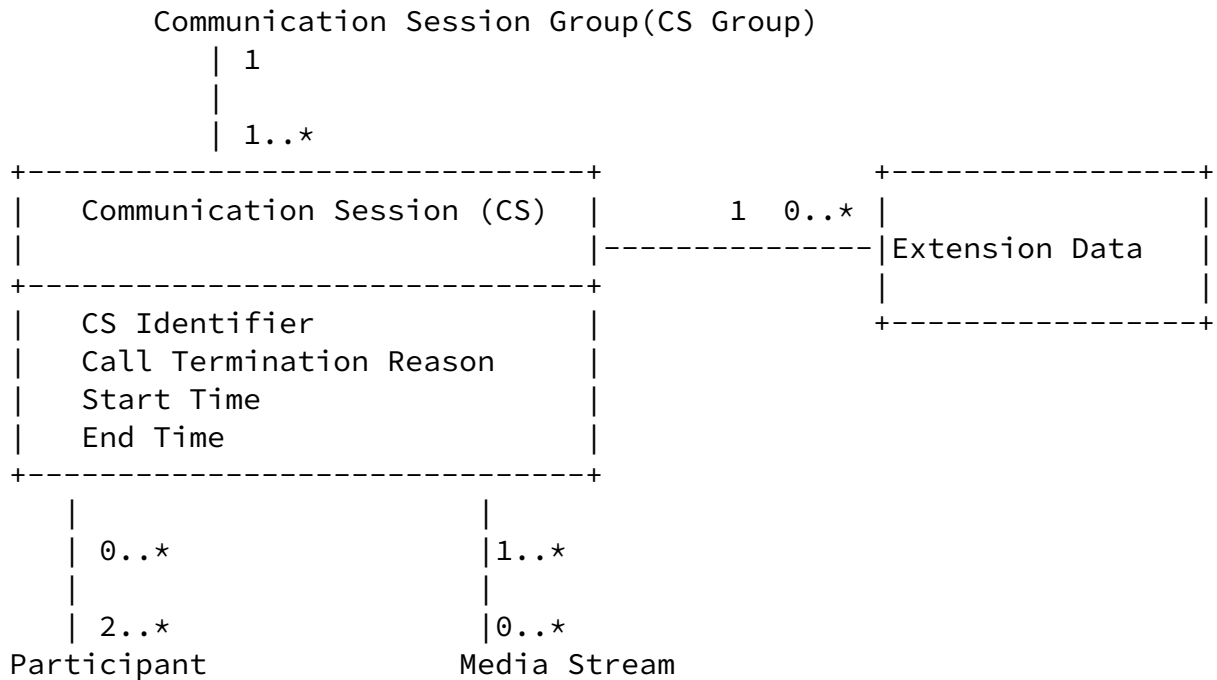 Communication Session Group(CS Group)
| 1
|
| 1..*
+-------------------------------+ +-----------------+
| Communication Session (CS) | 1 0..* | |
| |---------------|Extension Data |
+-------------------------------+ | |
| CS Identifier | +-----------------+
| Call Termination Reason |
| Start Time |
| End Time |
+-------------------------------+
| |
| 0..* |1..*
| |
| 2..* |0..*
Participant Media Stream